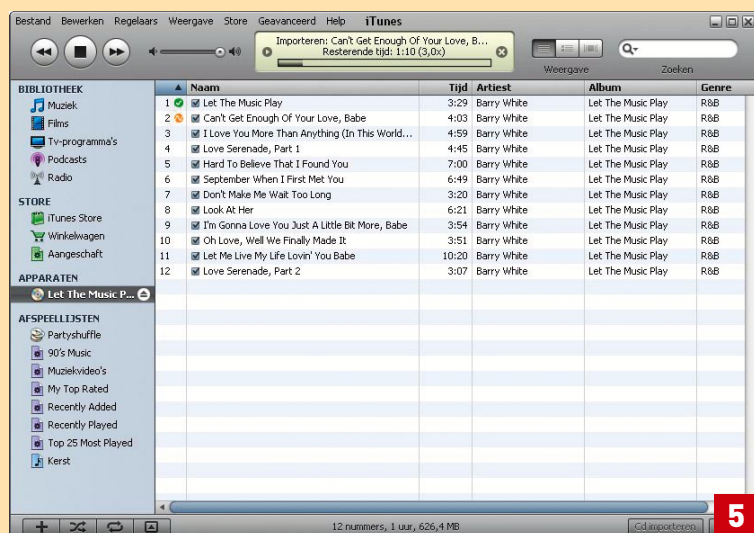 Bestand Bewerken Regelaars Weergave Store Geavanceerd Help iTunes
Importeren: Can't Get Enough Of Your Love, B...
Resterende tijd: 1:10 (3,0x)
Weergave Zoeken
BIBLIOTHEEK
Muziek
Films
Tv-programma's
Podcasts
Radio
STORE
iTunes Store
Winkelwagen
Aangeschaft
APPARATEN
Let The Music P...
AFSPEELLIJSTEN
Partyshuffle
90's Music
Muziekvideo's
My Top Rated
Recently Added
Recently Played
Top 25 Most Played
Kerst
Naam Tijd Artiest Album Genre
1 Let The Music Play 3:29 Barry White Let The Music Play R&B
2 Can't Get Enough Of Your Love, Babe 4:03 Barry White Let The Music Play R&B
3 I Love You More Than Anything (In This World... 4:59 Barry White Let The Music Play R&B
4 Love Serenade, Part 1 4:45 Barry White Let The Music Play R&B
5 Hard To Believe That I Found You 7:00 Barry White Let The Music Play R&B
6 September When I First Met You 6:49 Barry White Let The Music Play R&B
7 Don't Make Me Wait Too Long 3:20 Barry White Let The Music Play R&B
8 Look At Her 6:21 Barry White Let The Music Play R&B
9 I'm Gonna Love You Just A Little Bit More, Babe 3:54 Barry White Let The Music Play R&B
10 Oh Love, Well We Finally Made It 3:51 Barry White Let The Music Play R&B
11 Let Me Live My Life Lovin' You Babe 10:20 Barry White Let The Music Play R&B
12 Love Serenade, Part 2 3:07 Barry White Let The Music Play R&B
12 nummers, 1 uur, 626,4 MB Cd importeren
5